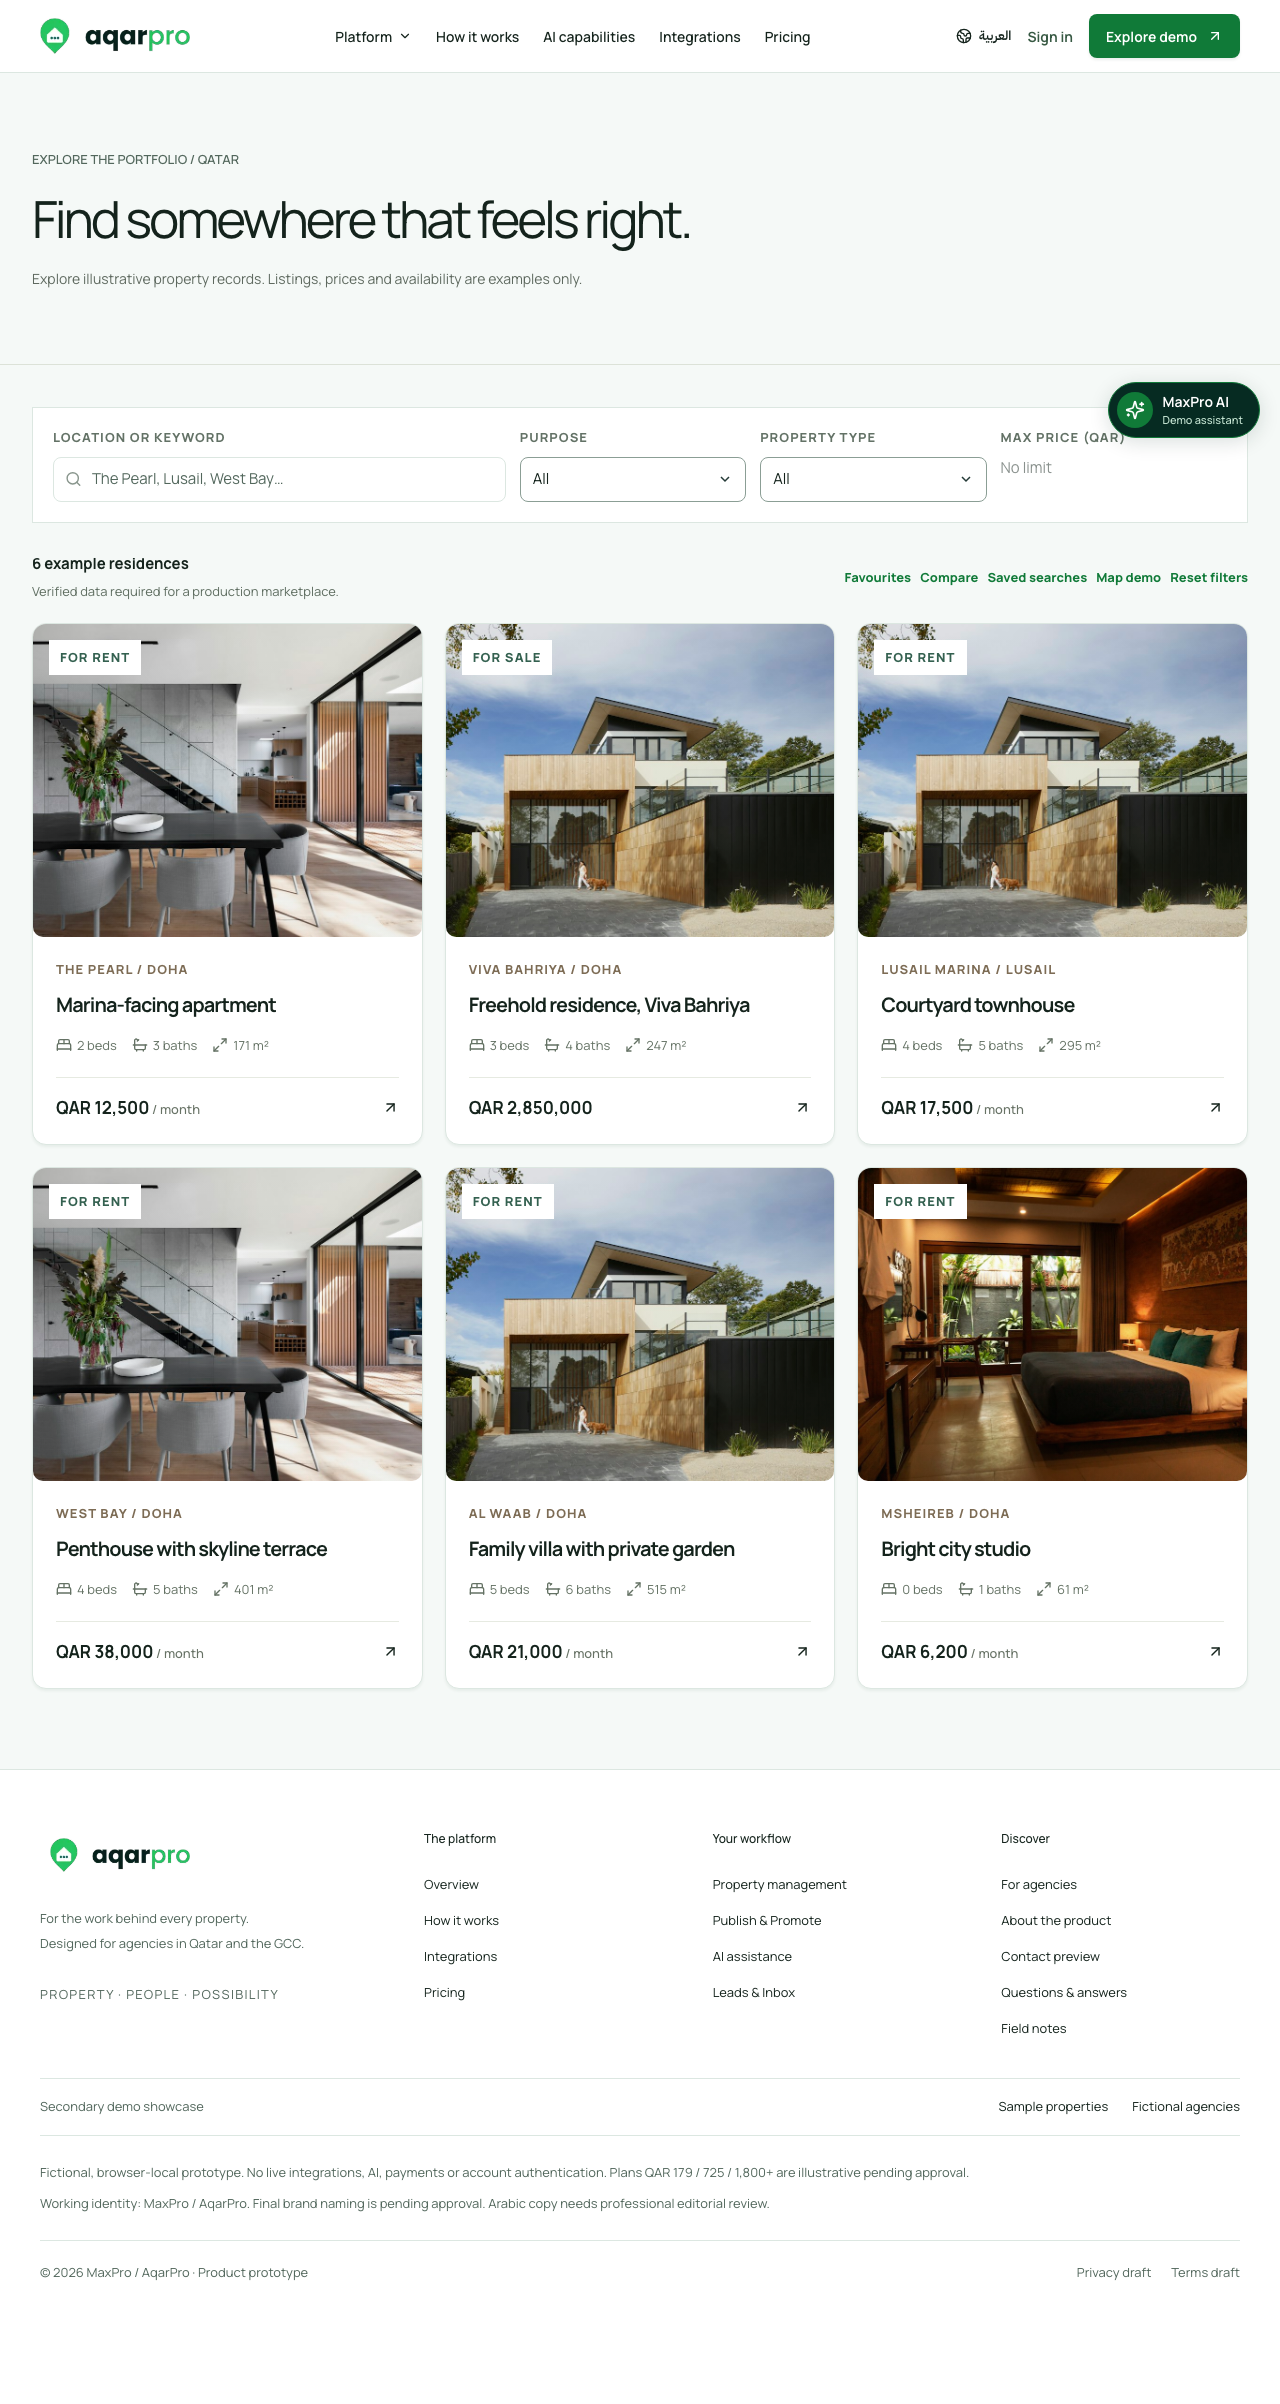 aqarpro
Platform
How it works
AI capabilities
Integrations
Pricing
العربية
Sign in
Explore demo
EXPLORE THE PORTFOLIO / QATAR
Find somewhere that feels right.
Explore illustrative property records. Listings, prices and availability are examples only.
MaxPro AI
Demo assistant
LOCATION OR KEYWORD
PURPOSE
PROPERTY TYPE
MAX PRICE (QAR)
The Pearl, Lusail, West Bay...
All
All
No limit
6 example residences
Verified data required for a production marketplace.
Favourites
Compare
Saved searches
Map demo
Reset filters
FOR RENT
THE PEARL / DOHA
Marina-facing apartment
2 beds
3 baths
171 m²
QAR 12,500 / month
FOR SALE
VIVA BAHRIYA / DOHA
Freehold residence, Viva Bahriya
3 beds
4 baths
247 m²
QAR 2,850,000
FOR RENT
LUSAIL MARINA / LUSAIL
Courtyard townhouse
4 beds
5 baths
295 m²
QAR 17,500 / month
FOR RENT
WEST BAY / DOHA
Penthouse with skyline terrace
4 beds
5 baths
401 m²
QAR 38,000 / month
FOR RENT
AL WAAB / DOHA
Family villa with private garden
5 beds
6 baths
515 m²
QAR 21,000 / month
FOR RENT
MSHEIREB / DOHA
Bright city studio
0 beds
1 baths
61 m²
QAR 6,200 / month
aqarpro
For the work behind every property.
Designed for agencies in Qatar and the GCC.
PROPERTY · PEOPLE · POSSIBILITY
The platform
Overview
How it works
Integrations
Pricing
Your workflow
Property management
Publish & Promote
AI assistance
Leads & Inbox
Discover
For agencies
About the product
Contact preview
Questions & answers
Field notes
Secondary demo showcase
Sample properties
Fictional agencies
Fictional, browser-local prototype. No live integrations, AI, payments or account authentication. Plans QAR 179 / 725 / 1,800+ are illustrative pending approval.
Working identity: MaxPro / AqarPro. Final brand naming is pending approval. Arabic copy needs professional editorial review.
© 2026 MaxPro / AqarPro · Product prototype
Privacy draft
Terms draft